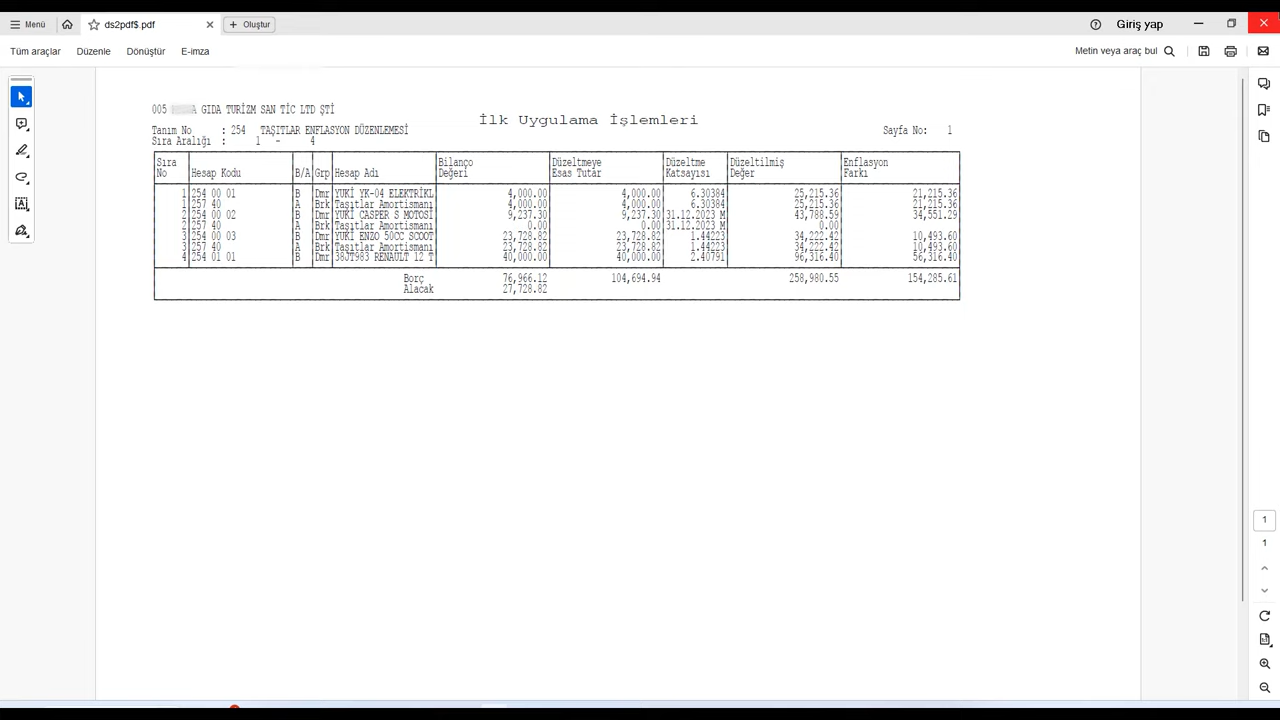 Menü
ds2pdf$.pdf
+ Oluştur
Giriş yap
Tüm araçlar Düzenle Dönüştür E-imza
Metin veya araç bul
005 A GIDA TURİZM SAN TİC LTD ŞTİ
İlk Uygulama İşlemleri
Tanım No : 254 TAŞITLAR ENFLASYON DÜZENLEMESİ Sayfa No: 1
Sıra Aralığı : 1 - 4
Sıra Bilanço Düzeltmeye Düzeltme Düzeltilmiş Enflasyon
No Hesap Kodu B/A Grp Hesap Adı Değeri Esas Tutar Katsayısı Değer Farkı
1 254 00 01 B Dmr YUKİ YK-04 ELEKTRİKL 4,000.00 4,000.00 6.30384 25,215.36 21,215.36
1 257 40 A Brk Taşıtlar Amortismanı 4,000.00 4,000.00 6.30384 25,215.36 21,215.36
2 254 00 02 B Dmr YUKİ CASPER S MOTOSİ 9,237.30 9,237.30 31.12.2023 M 43,788.59 34,551.29
2 257 40 A Brk Taşıtlar Amortismanı 0.00 0.00 31.12.2023 M 0.00
3 254 00 03 B Dmr YUKİ ENZO 50CC SCOOT 23,728.82 23,728.82 1.44223 34,222.42 10,493.60
3 257 40 A Brk Taşıtlar Amortismanı 23,728.82 23,728.82 1.44223 34,222.42 10,493.60
4 254 01 01 B Dmr 38JT983 RENAULT 12 T 40,000.00 40,000.00 2.40791 96,316.40 56,316.40
Borç 76,966.12 104,694.94 258,980.55 154,285.61
Alacak 27,728.82
1
1